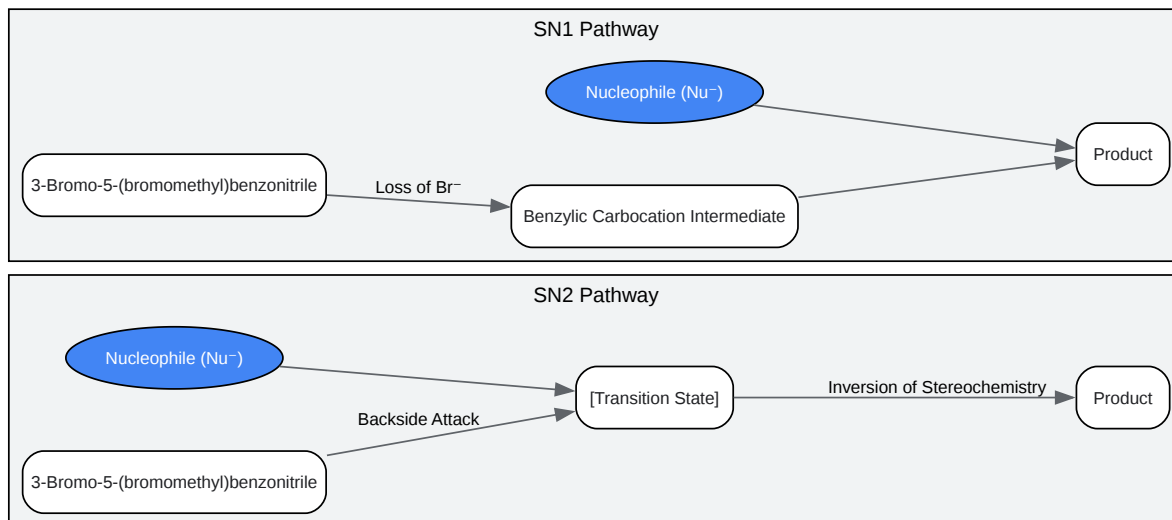 SN1 Pathway
Nucleophile (Nu⁻)
Product
3-Bromo-5-(bromomethyl)benzonitrile
Loss of Br⁻
Benzylic Carbocation Intermediate
SN2 Pathway
Nucleophile (Nu⁻)
Inversion of Stereochemistry
[Transition State]
Product
Backside Attack
3-Bromo-5-(bromomethyl)benzonitrile